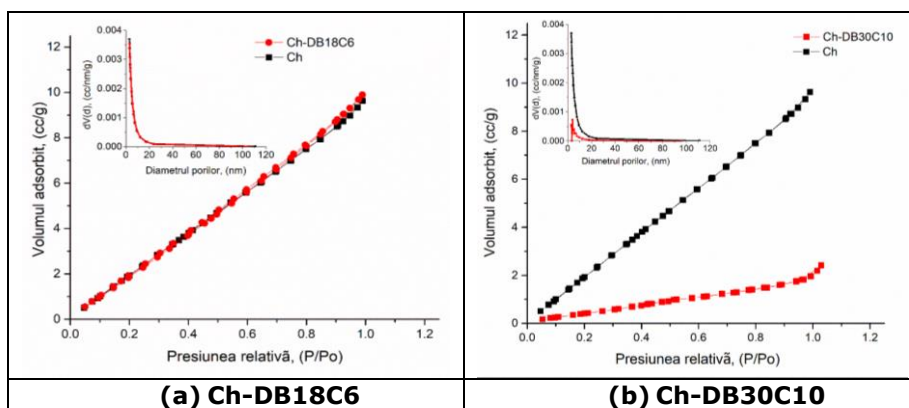 0.004
0.003
0.002
0.001
0.000
dV(d), (cc/nm/g)
0 20 40 60 80 100 120
Diametrul porilor, (nm)
Ch-DB18C6
Ch
12
10
8
6
4
2
0
Volumul adsorbit, (cc/g)
0.0 0.2 0.4 0.6 0.8 1.0 1.2
Presiunea relativă, (P/Po)
(a) Ch-DB18C6
0.004
0.003
0.002
0.001
0.000
dV(d), (cc/nm/g)
0 20 40 60 80 100 120
Diametrul porilor, (nm)
Ch-DB30C10
Ch
12
10
8
6
4
2
0
Volumul adsorbit, (cc/g)
0.0 0.2 0.4 0.6 0.8 1.0 1.2
Presiunea relativă, (P/Po)
(b) Ch-DB30C10